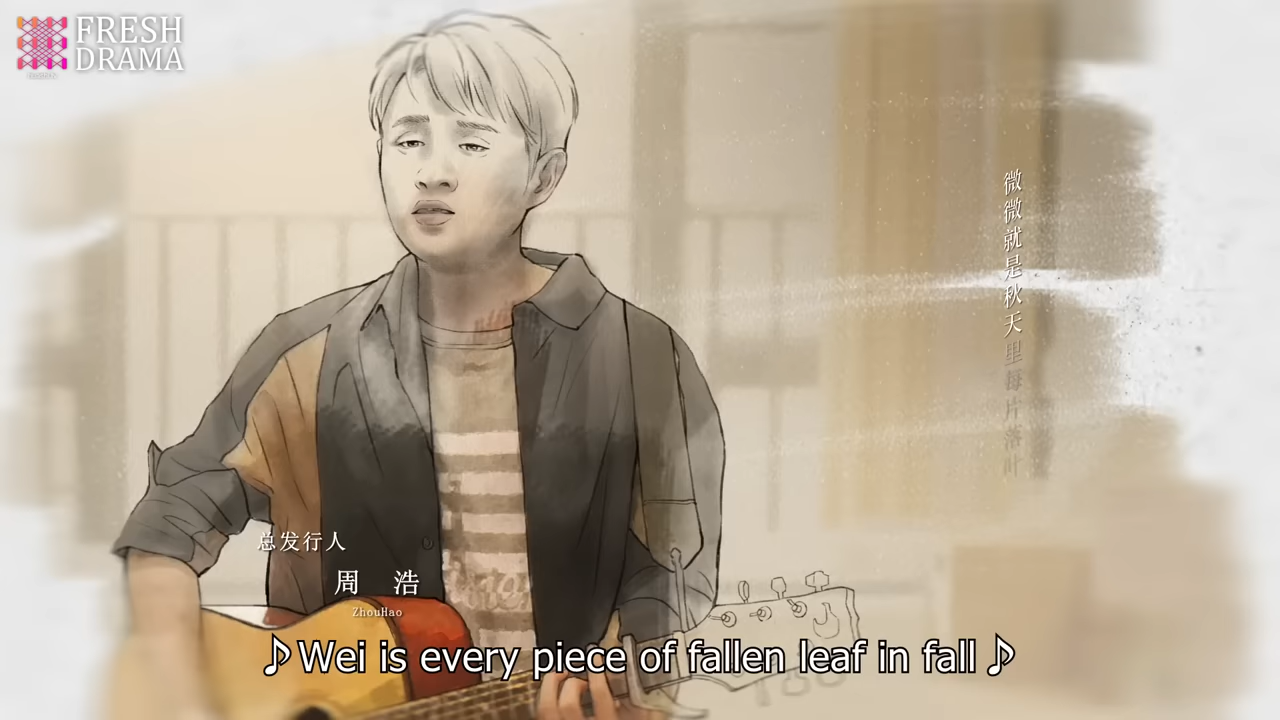 FRESH
DRAMA
微微就是秋天里每片落叶
总发行人
周 浩
ZhouHao
♪Wei is every piece of fallen leaf in fall♪